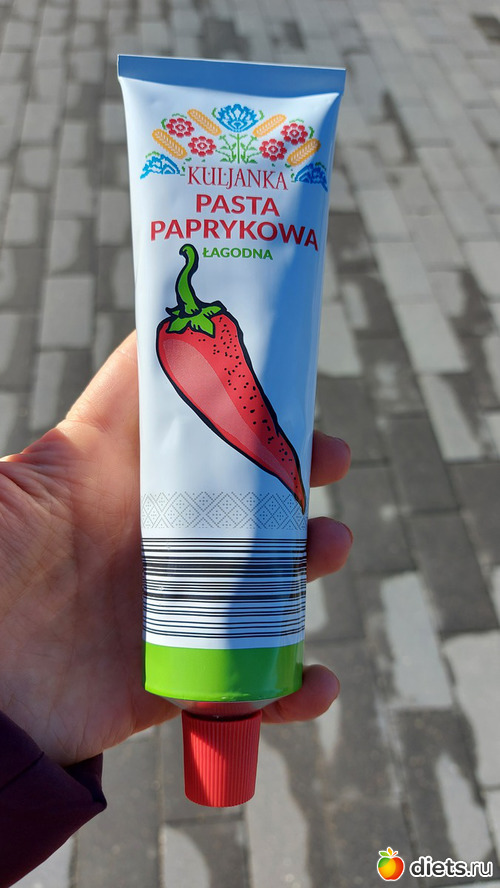 KULJANKA
PASTA
PAPRYKOWA
ŁAGODNA
diets.ru